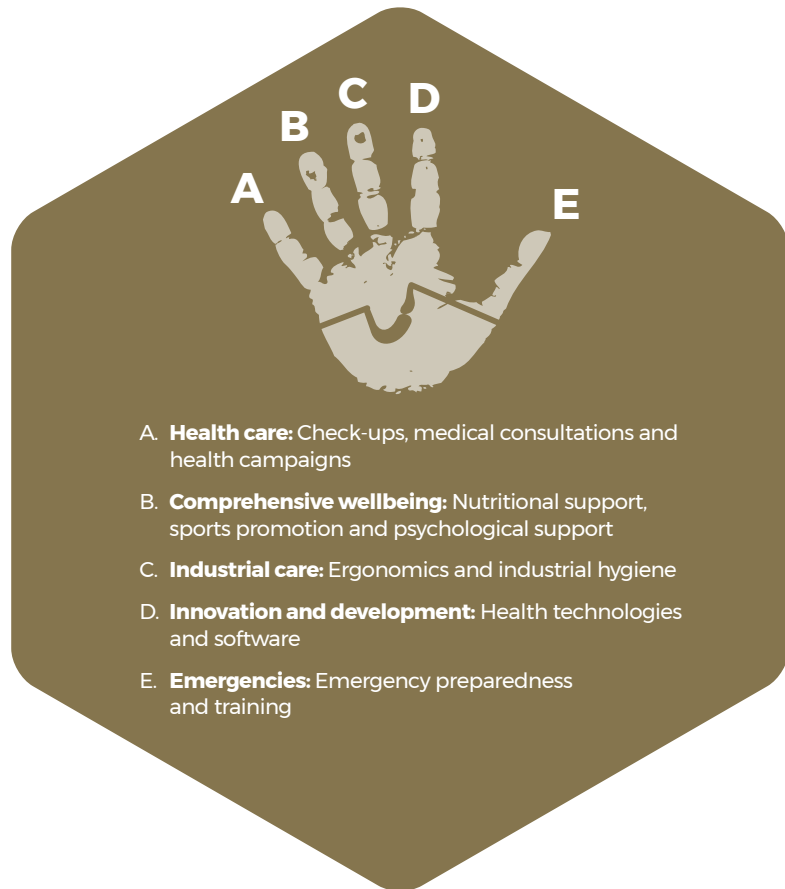 C
D
B
A
E
A. Health care: Check-ups, medical consultations and
health campaigns
B. Comprehensive wellbeing: Nutritional support,
sports promotion and psychological support
C. Industrial care: Ergonomics and industrial hygiene
D. Innovation and development: Health technologies
and software
E. Emergencies: Emergency preparedness
and training